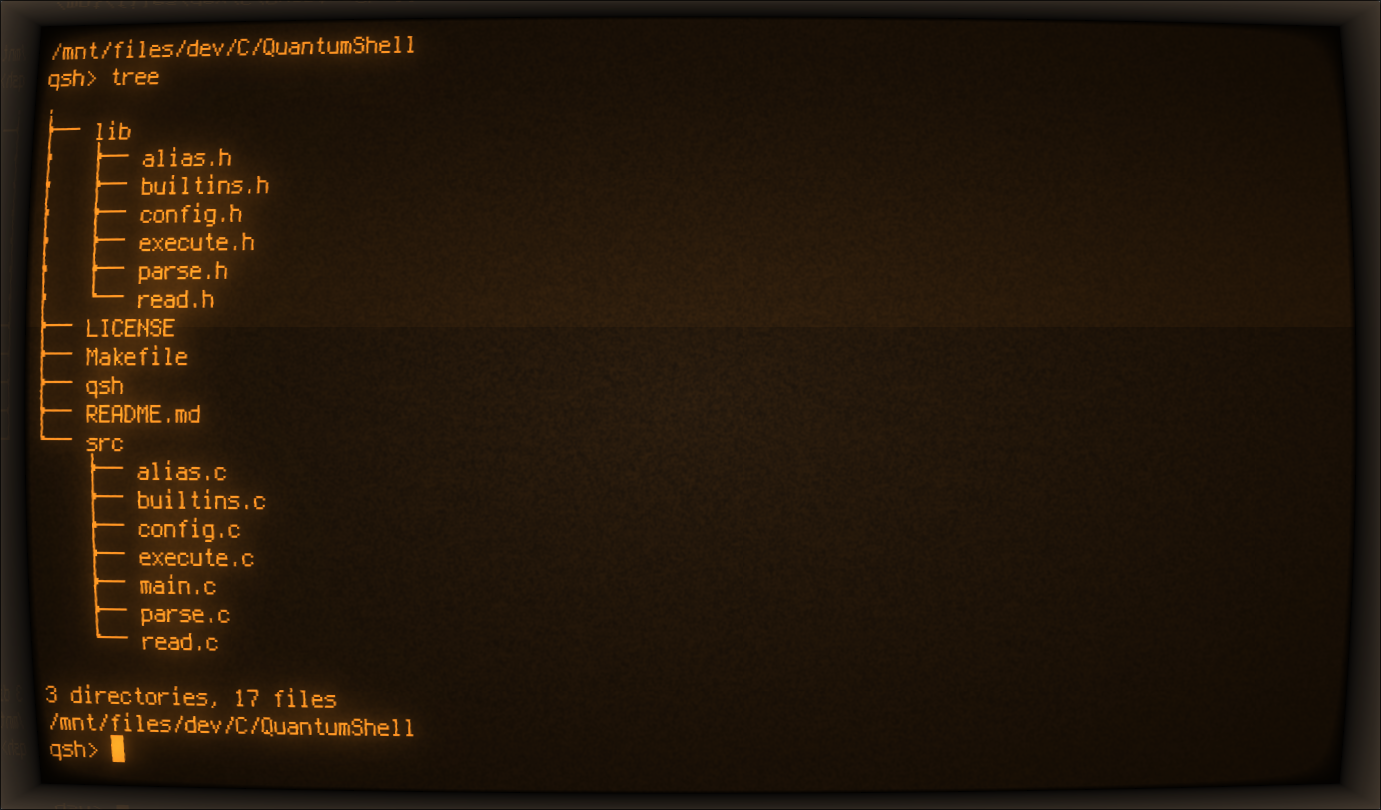 /mnt/files/dev/C/QuantumShell
qsh> tree
.
├── lib
│   ├── alias.h
│   ├── builtins.h
│   ├── config.h
│   ├── execute.h
│   ├── parse.h
│   └── read.h
├── LICENSE
├── Makefile
├── qsh
├── README.md
└── src
    ├── alias.c
    ├── builtins.c
    ├── config.c
    ├── execute.c
    ├── main.c
    ├── parse.c
    └── read.c

3 directories, 17 files
/mnt/files/dev/C/QuantumShell
qsh>